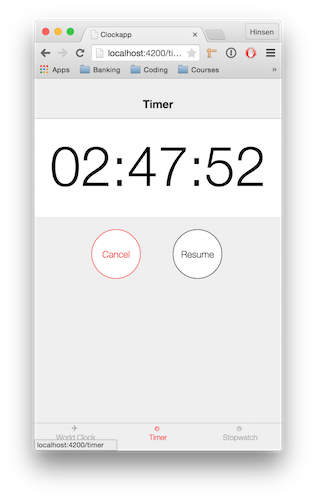 Clockapp
Hinsen
localhost:4200/ti...
Apps Banking Coding Courses »
Timer
02:47:52
Cancel Resume
World Clock Timer Stopwatch
localhost:4200/timer